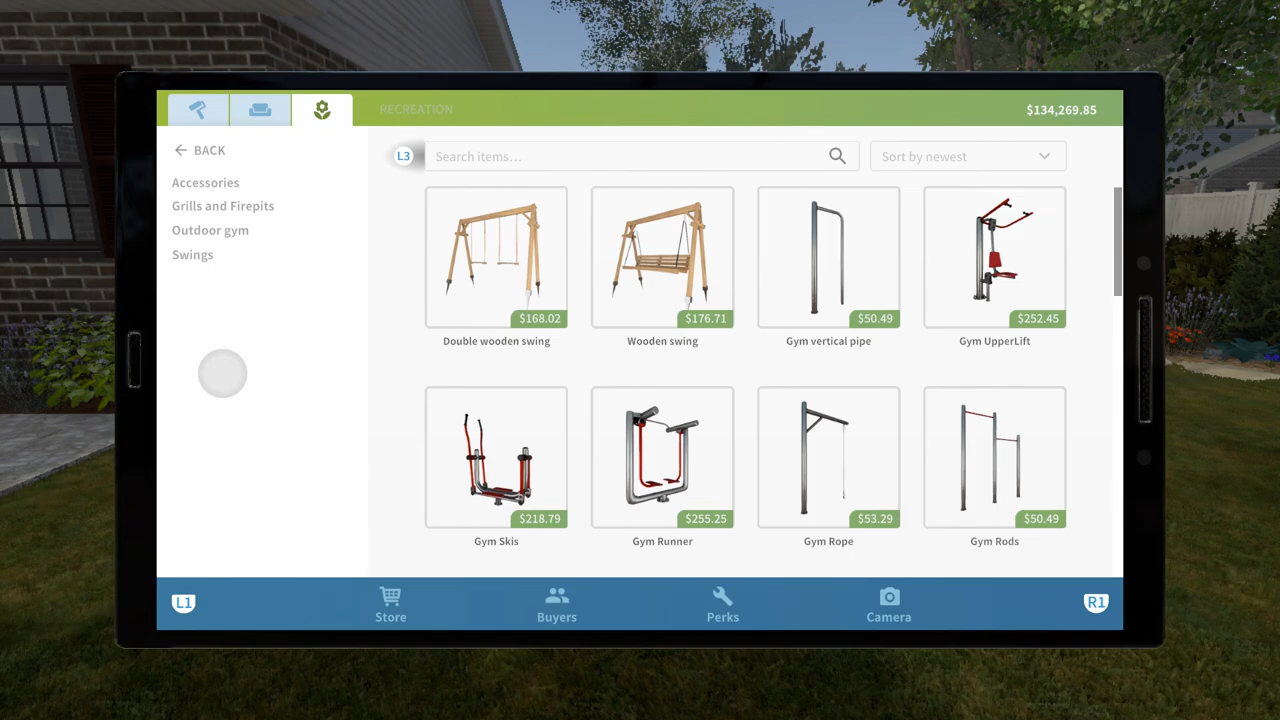 RECREATION
$134,269.85
BACK
L3
Search items...
Sort by newest
Accessories
Grills and Firepits
Outdoor gym
Swings
$168.02
$176.71
$50.49
$252.45
Double wooden swing
Wooden swing
Gym vertical pipe
Gym UpperLift
$218.79
$255.25
$53.29
$50.49
Gym Skis
Gym Runner
Gym Rope
Gym Rods
L1
Store
Buyers
Perks
Camera
R1